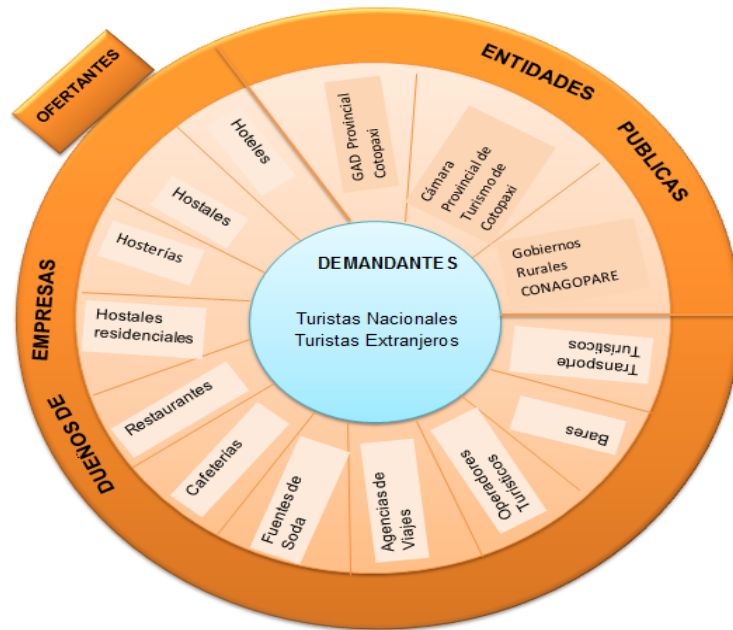 OFERTANTES
ENTIDADES
PUBLICAS
GAD Provincial
Cotopaxi
Cámara
Provincial de
Turismo de
Cotopaxi
Gobiernos
Rurales
CONAGOPARE
DEMANDANTES
Turistas Nacionales
Turistas Extranjeros
DUEÑOS DE
EMPRESAS
Hoteles
Hostales
Hosterías
Hostales
residenciales
Restaurantes
Cafeterías
Fuentes de
Soda
Agencias de
Viajes
Operadores
Turísticos
Bares
Transporte
Turísticos